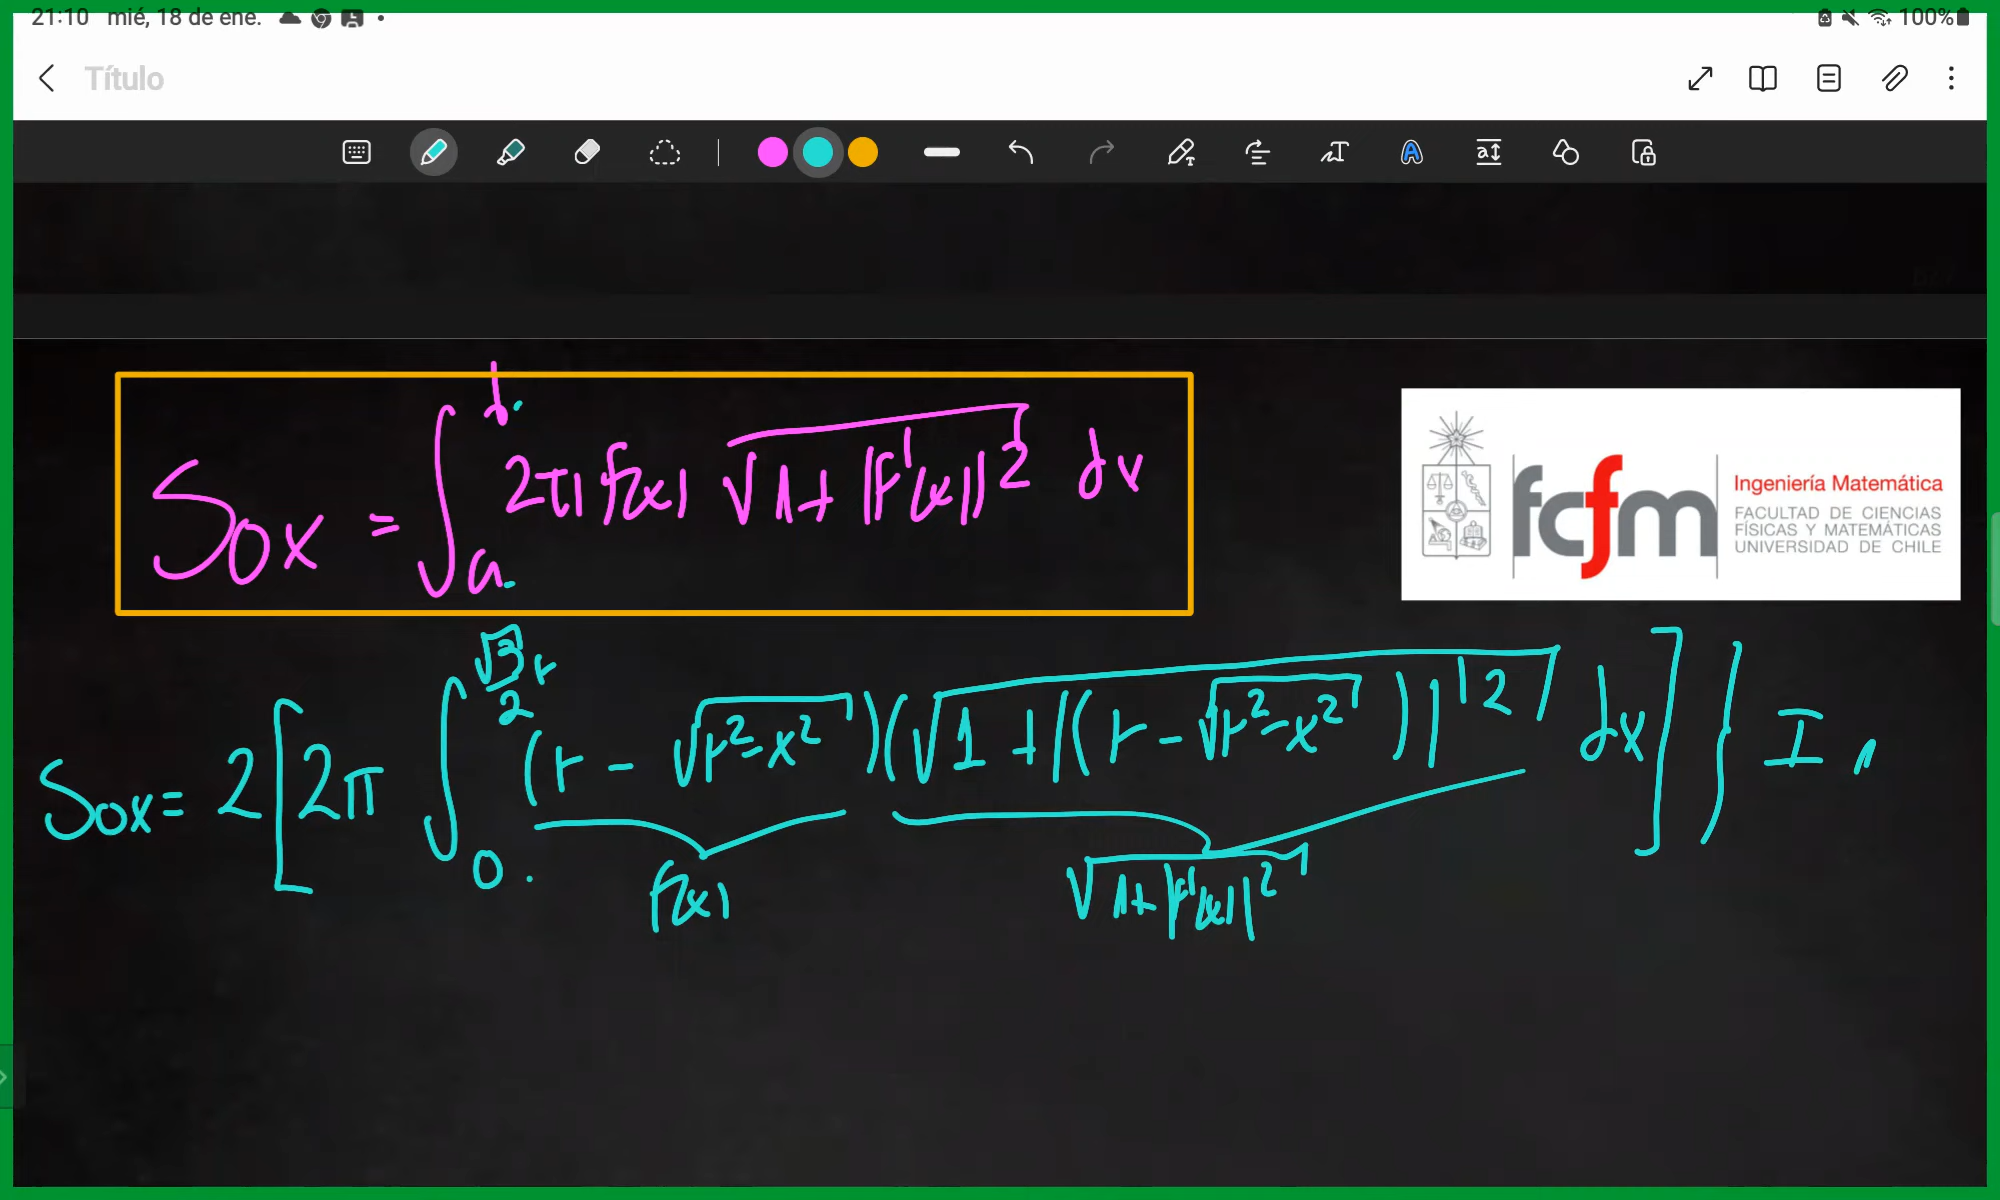 21:10 mié, 18 de ene. 100%
Título
S_OX = ∫_a^b 2π f(x) √(1+|f'(x)|²) dx
fcfm
Ingeniería Matemática
FACULTAD DE CIENCIAS
FÍSICAS Y MATEMÁTICAS
UNIVERSIDAD DE CHILE
S_OX = 2[2π ∫_0^{√3/2 r} (r - √(r²-x²))(√(1+|(r-√(r²-x²))|'²) dx] } I
f(x) √(1+|f'(x)|²)